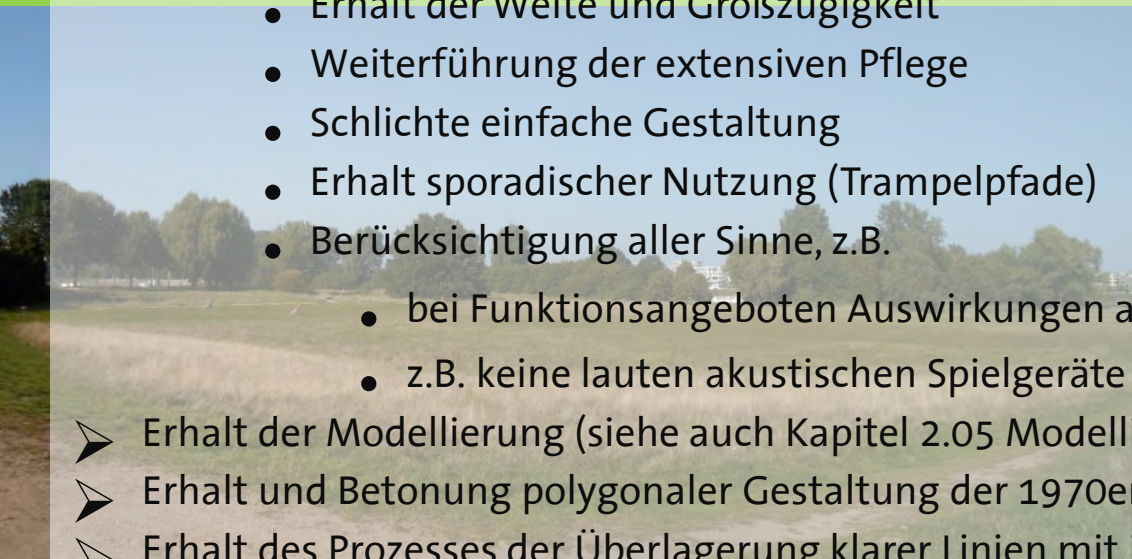 Erhalt der Weite und Großzügigkeit
Weiterführung der extensiven Pflege
Schlichte einfache Gestaltung
Erhalt sporadischer Nutzung (Trampelpfade)
Berücksichtigung aller Sinne, z.B.
bei Funktionsangeboten Auswirkungen
z.B. keine lauten akustischen Spielgeräte
Erhalt der Modellierung (siehe auch Kapitel 2.05
Erhalt und Betonung polygonaler Gestaltung der
Erhalt des Prozesses der Überlagerung klarer Linien mit